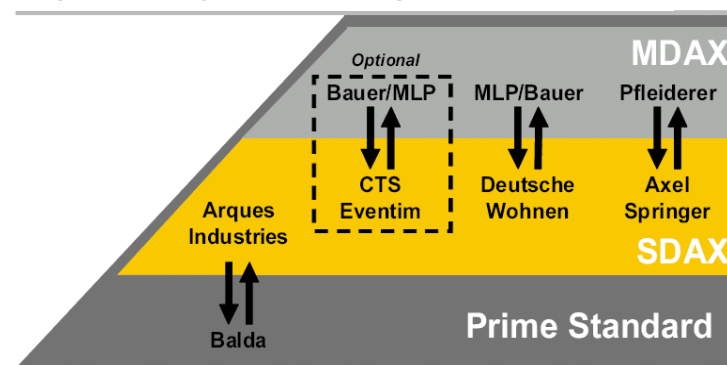 MDAX
Optional
Bauer/MLP
MLP/Bauer
Pfleiderer
CTS
Eventim
Deutsche
Wohnen
Axel
Springer
Arques
Industries
SDAX
Balda
Prime Standard